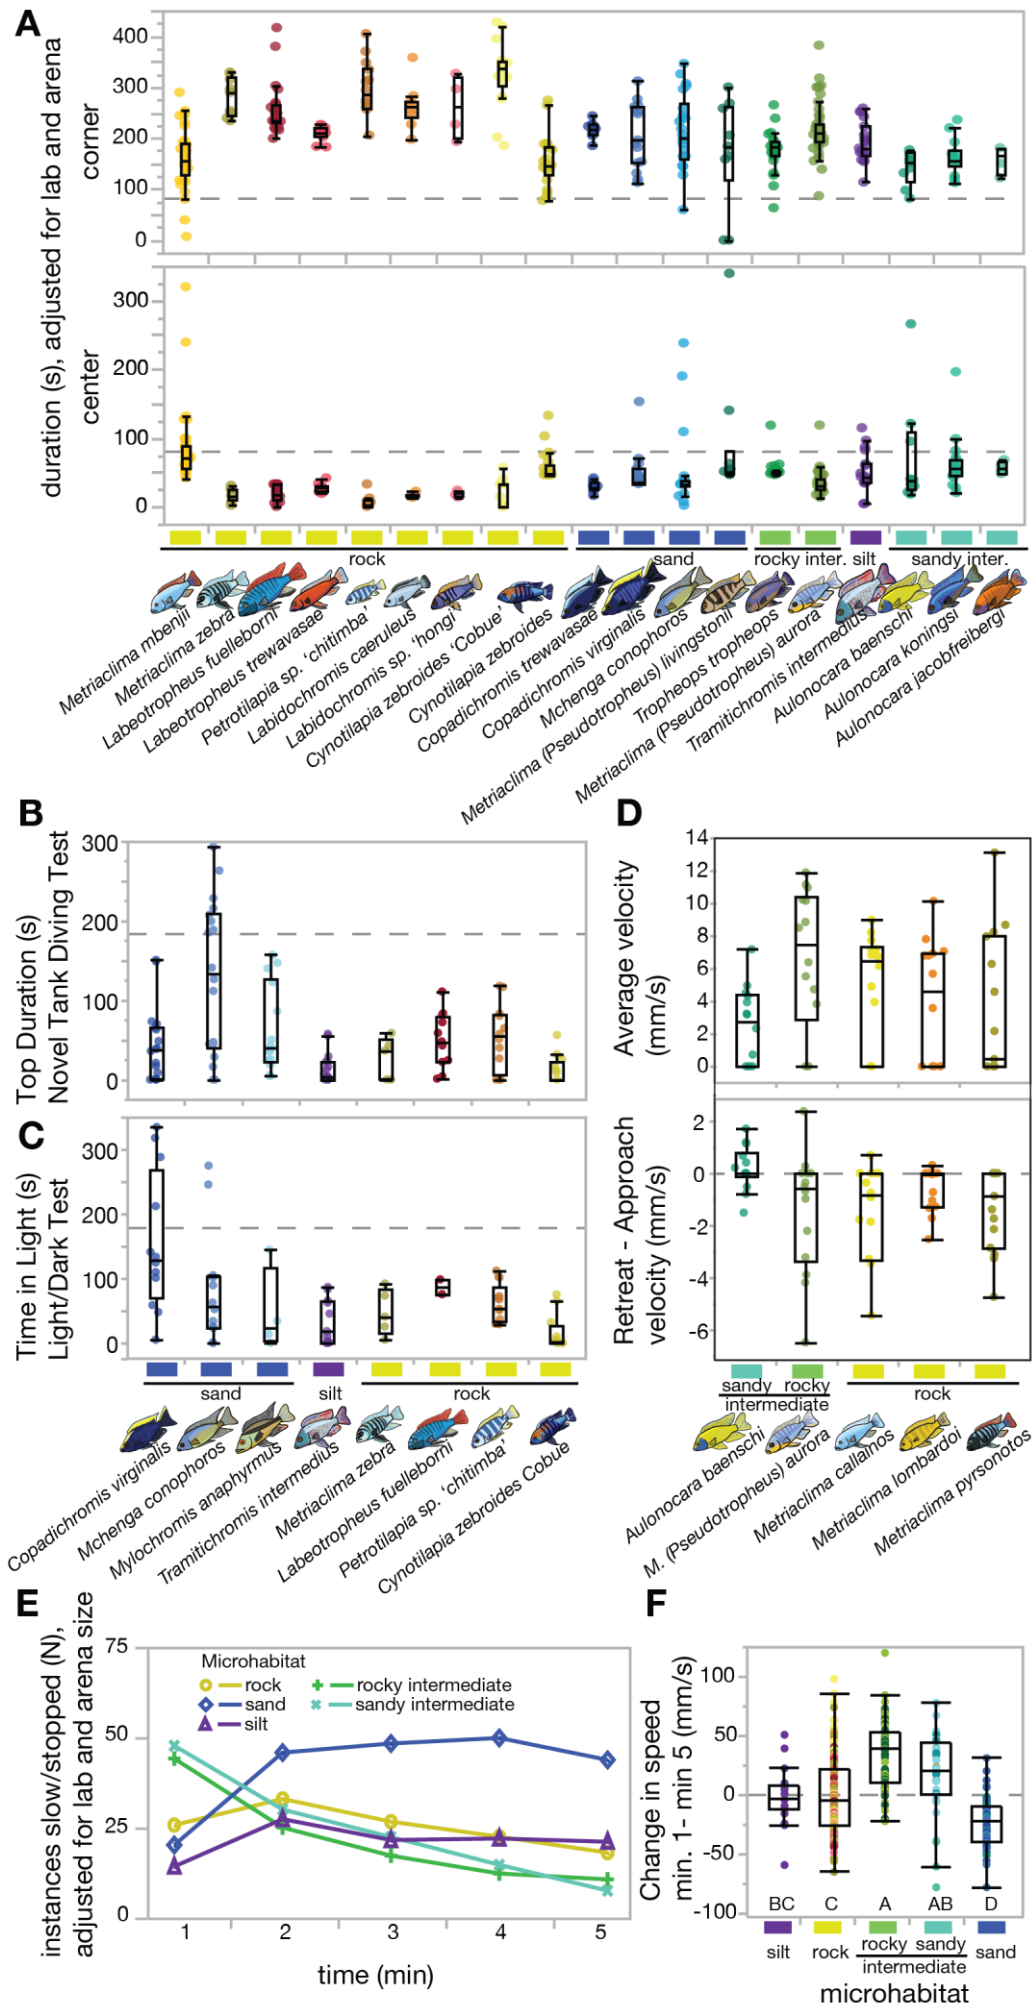 A
duration (s), adjusted for lab and arena
corner
400
300
200
100
0
center
300
200
100
0
rock
sand
rocky inter.
silt
sandy inter.
Metriaclima mbenjii
Metriaclima zebra
Labeotropheus fuelleborni
Labeotropheus trewavasae
Petrotilapia sp. ‘chitimba’
Labidochromis caeruleus
Labidochromis sp. ‘hongi’
Cynotilapia zebroides ‘Cobue’
Cynotilapia zebroides
Copadichromis trewavasae
Copadichromis virginalis
Mchenga conophoros
Metriaclima (Pseudotropheus) livingstonii
Tropheops tropheops
Metriaclima (Pseudotropheus) aurora
Tramitichromis intermedius
Aulonocara baenschi
Aulonocara koningsi
Aulonocara jacobfreibergi
B
Top Duration (s)
Novel Tank Diving Test
300
200
100
0
C
Time in Light (s)
Light/Dark Test
300
200
100
0
sand
silt
rock
Copadichromis virginalis
Mchenga conophoros
Mylochromis anaphyrmus
Tramitichromis intermedius
Metriaclima zebra
Labeotropheus fuelleborni
Petrotilapia sp. ‘chitimba’
Cynotilapia zebroides Cobue
D
Average velocity
(mm/s)
14
12
10
8
6
4
2
0
Retreat - Approach
velocity (mm/s)
2
0
-2
-4
-6
sandy
rocky
intermediate
rock
Aulonocara baenschi
M. (Pseudotropheus) aurora
Metriaclima callainos
Metriaclima lombardoi
Metriaclima pyrsonotos
E
instances slow/stopped (N),
adjusted for lab and arena size
75
50
25
0
Microhabitat
rock
sand
silt
rocky intermediate
sandy intermediate
1 2 3 4 5
time (min)
F
Change in speed
min. 1- min 5 (mm/s)
100
50
0
-50
-100
BC C A AB D
silt
rock
rocky
sandy
intermediate
sand
microhabitat